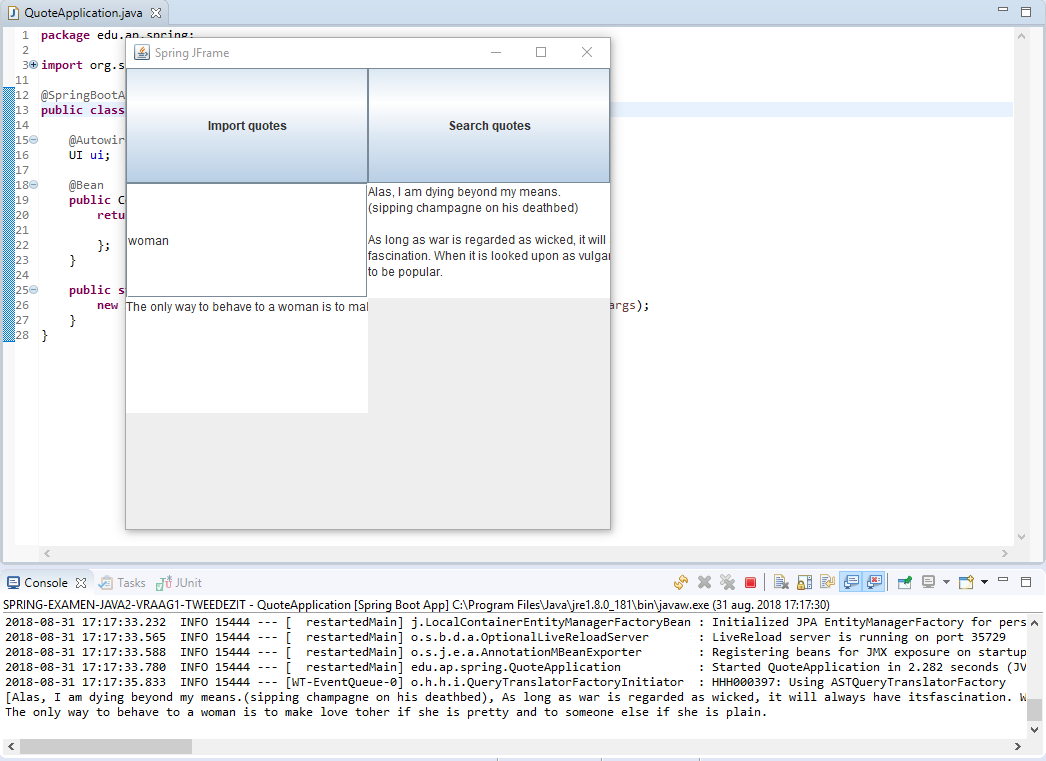 QuoteApplication.java
1 package edu.ap.spring;
2
3 import org.s
11
12 @SpringBootA
13 public class
14
15 @Autowir
16 UI ui;
17
18 @Bean
19 public C
20 retu
21
22 };
23 }
24
25 public s
26 new args);
27 }
28 }
Spring JFrame
Import quotes Search quotes
woman
Alas, I am dying beyond my means.
(sipping champagne on his deathbed)
As long as war is regarded as wicked, it will
fascination. When it is looked upon as vulgar
to be popular.
The only way to behave to a woman is to mak
Console Tasks JUnit
SPRING-EXAMEN-JAVA2-VRAAG1-TWEEDEZIT - QuoteApplication [Spring Boot App] C:\Program Files\Java\jre1.8.0_181\bin\javaw.exe (31 aug. 2018 17:17:30)
2018-08-31 17:17:33.232 INFO 15444 --- [ restartedMain] j.LocalContainerEntityManagerFactoryBean : Initialized JPA EntityManagerFactory for pers
2018-08-31 17:17:33.565 INFO 15444 --- [ restartedMain] o.s.b.d.a.OptionalLiveReloadServer : LiveReload server is running on port 35729
2018-08-31 17:17:33.588 INFO 15444 --- [ restartedMain] o.s.j.e.a.AnnotationMBeanExporter : Registering beans for JMX exposure on startup
2018-08-31 17:17:33.780 INFO 15444 --- [ restartedMain] edu.ap.spring.QuoteApplication : Started QuoteApplication in 2.282 seconds (JV
2018-08-31 17:17:35.833 INFO 15444 --- [WT-EventQueue-0] o.h.h.i.QueryTranslatorFactoryInitiator : HHH000397: Using ASTQueryTranslatorFactory
[Alas, I am dying beyond my means.(sipping champagne on his deathbed), As long as war is regarded as wicked, it will always have itsfascination. W
The only way to behave to a woman is to make love toher if she is pretty and to someone else if she is plain.